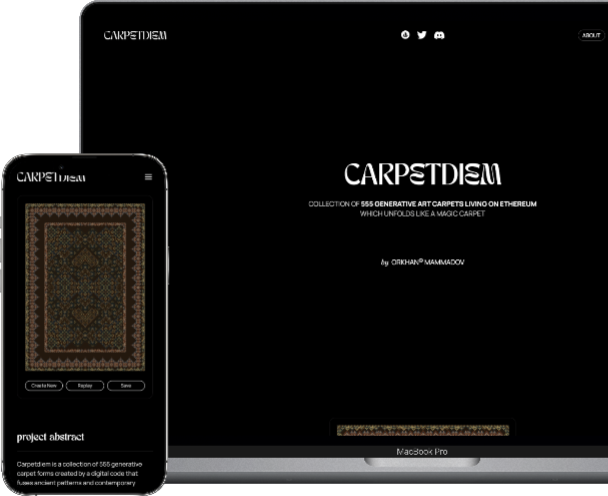 CARPETDIEM
ABOUT
CARPETDIEM
COLLECTION OF 555 GENERATIVE ART CARPETS LIVING ON ETHEREUM
WHICH UNFOLDS LIKE A MAGIC CARPET
by ORKHAN© MAMMADOV
MacBook Pro
CARPETDIEM
Create New
Replay
Save
project abstract
Carpetdiem is a collection of 555 generative
carpet forms created by a digital code that
fuses ancient patterns and contemporary